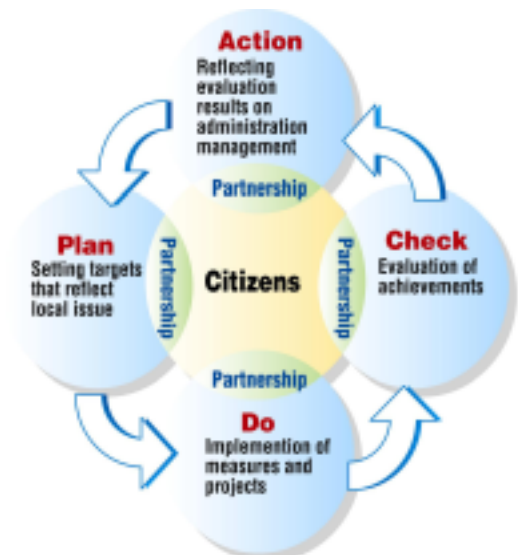 Action
Reflecting
evaluation
results on
administration
management
Partnership
Plan
Setting targets
that reflect
local issue
Partnership
Citizens
Partnership
Check
Evaluation of
achievements
Partnership
Do
Implemention of
measures and
projects